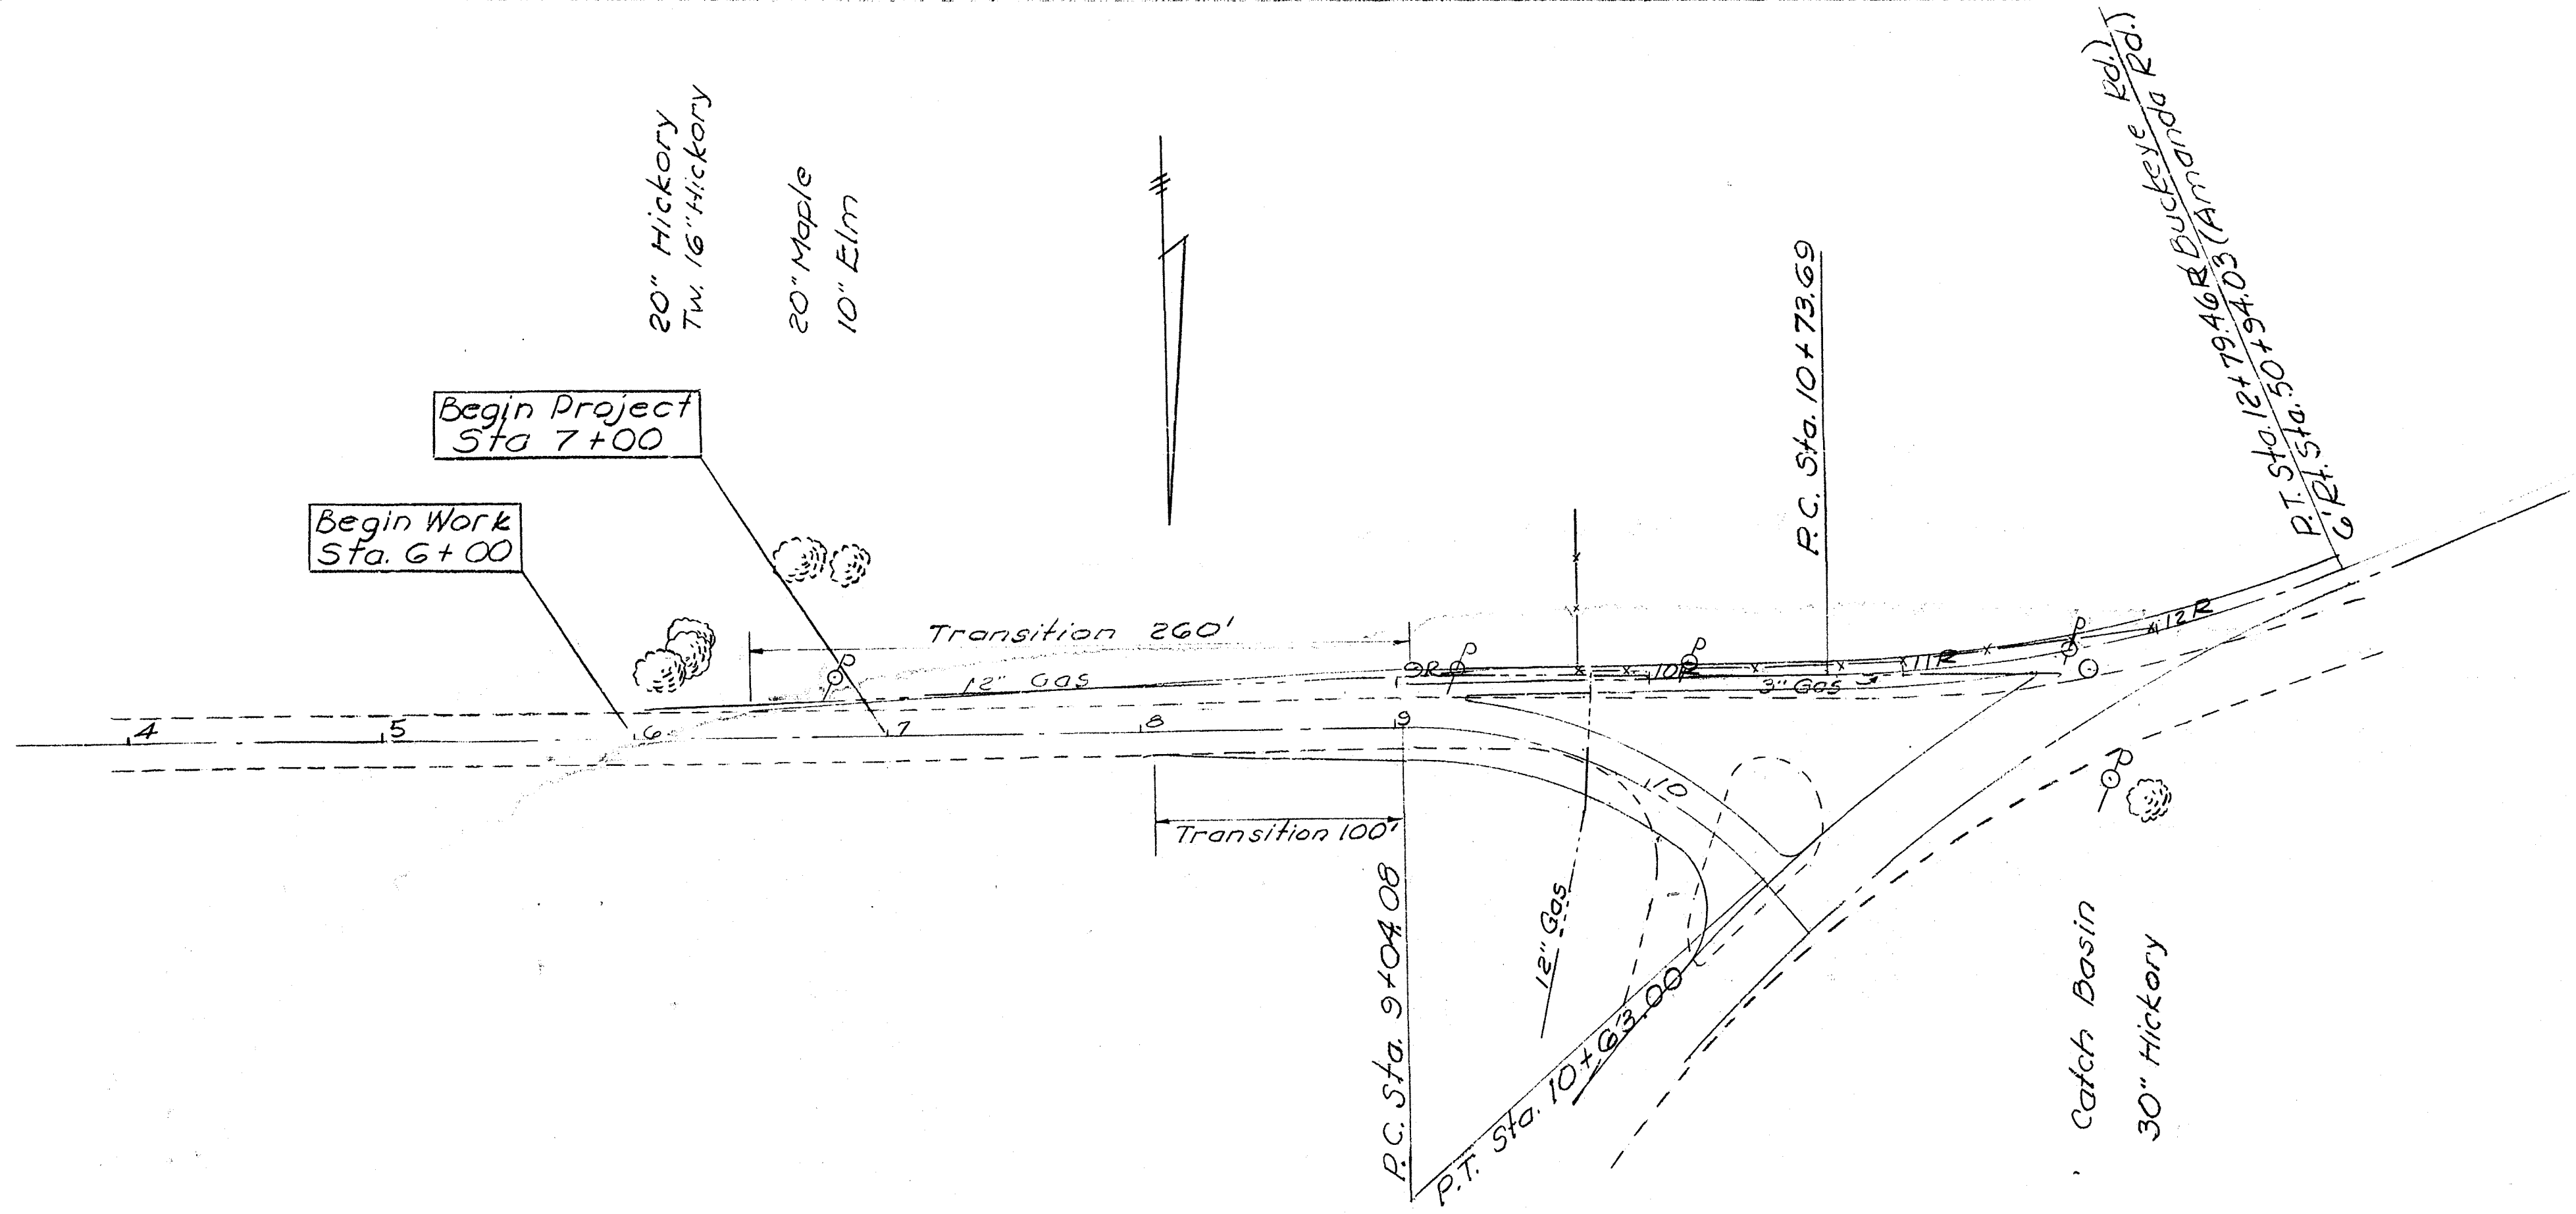 20" Hickory
Tw. 16" Hickory
20" Maple
10" Elm
Begin Project
Sta 7+00
Begin Work
Sta. 6+00
Transition 260'
12" Gas
4
5
6
7
8
9
9R
10R
11R
12R
3" Gas
10
Transition 100'
P.C. Sta. 9+04.08
P.T. Sta. 10+63.00
12" Gas
P.C. Sta. 10+73.69
P.T. Sta. 12+79.46R (Buckeye Rd.)
6' Rt. Sta. 50+94.03 (Amanda Rd.)
Catch Basin
30" Hickory